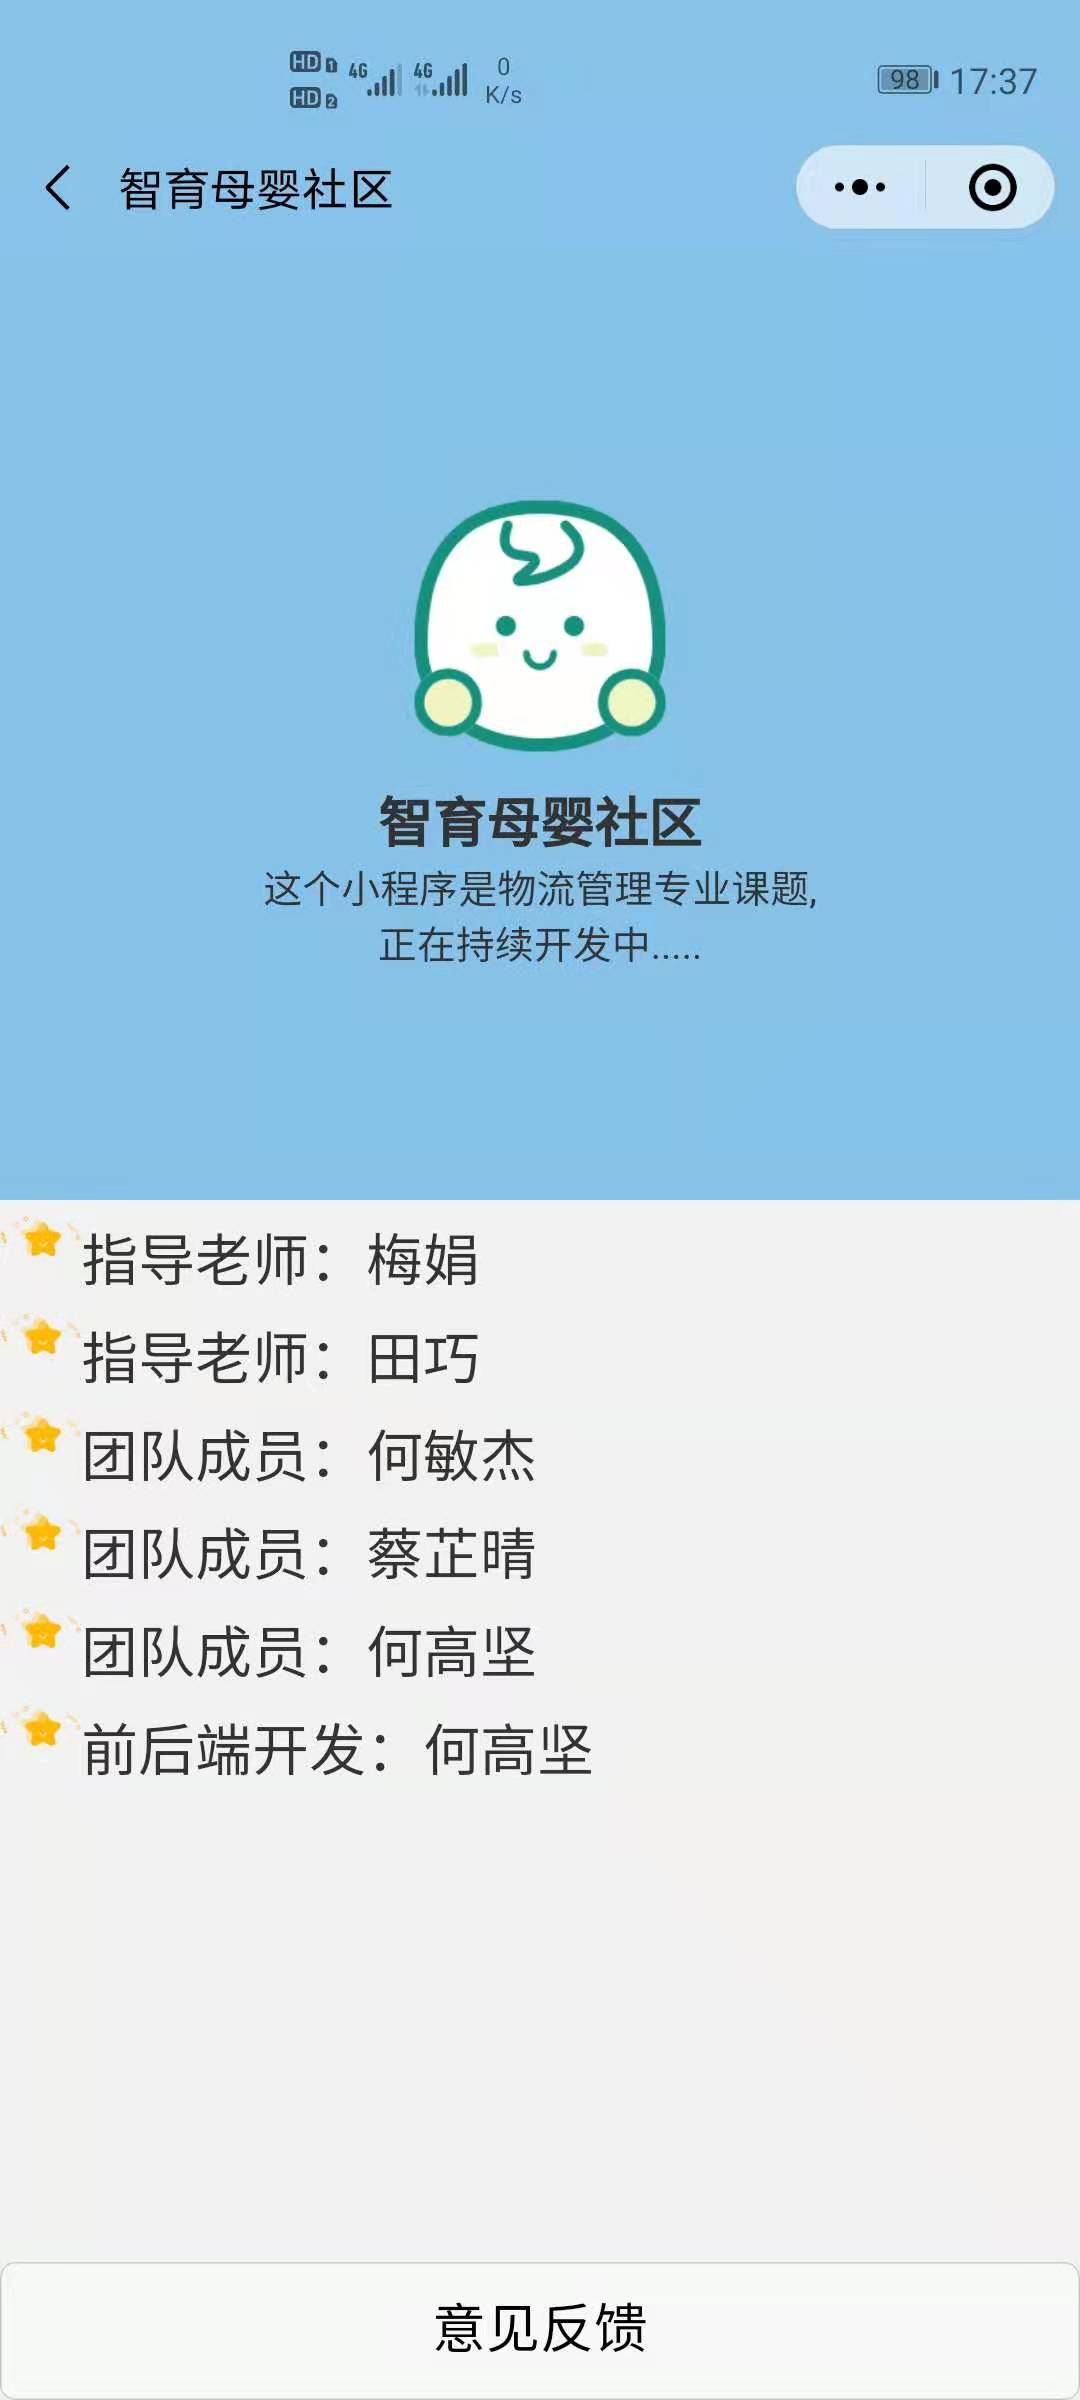 HD 1 4G 4G 0
HD 2 K/s
98 17:37
智育母婴社区
智育母婴社区
这个小程序是物流管理专业课题,
正在持续开发中.....
指导老师：梅娟
指导老师：田巧
团队成员：何敏杰
团队成员：蔡芷晴
团队成员：何高坚
前后端开发：何高坚
意见反馈